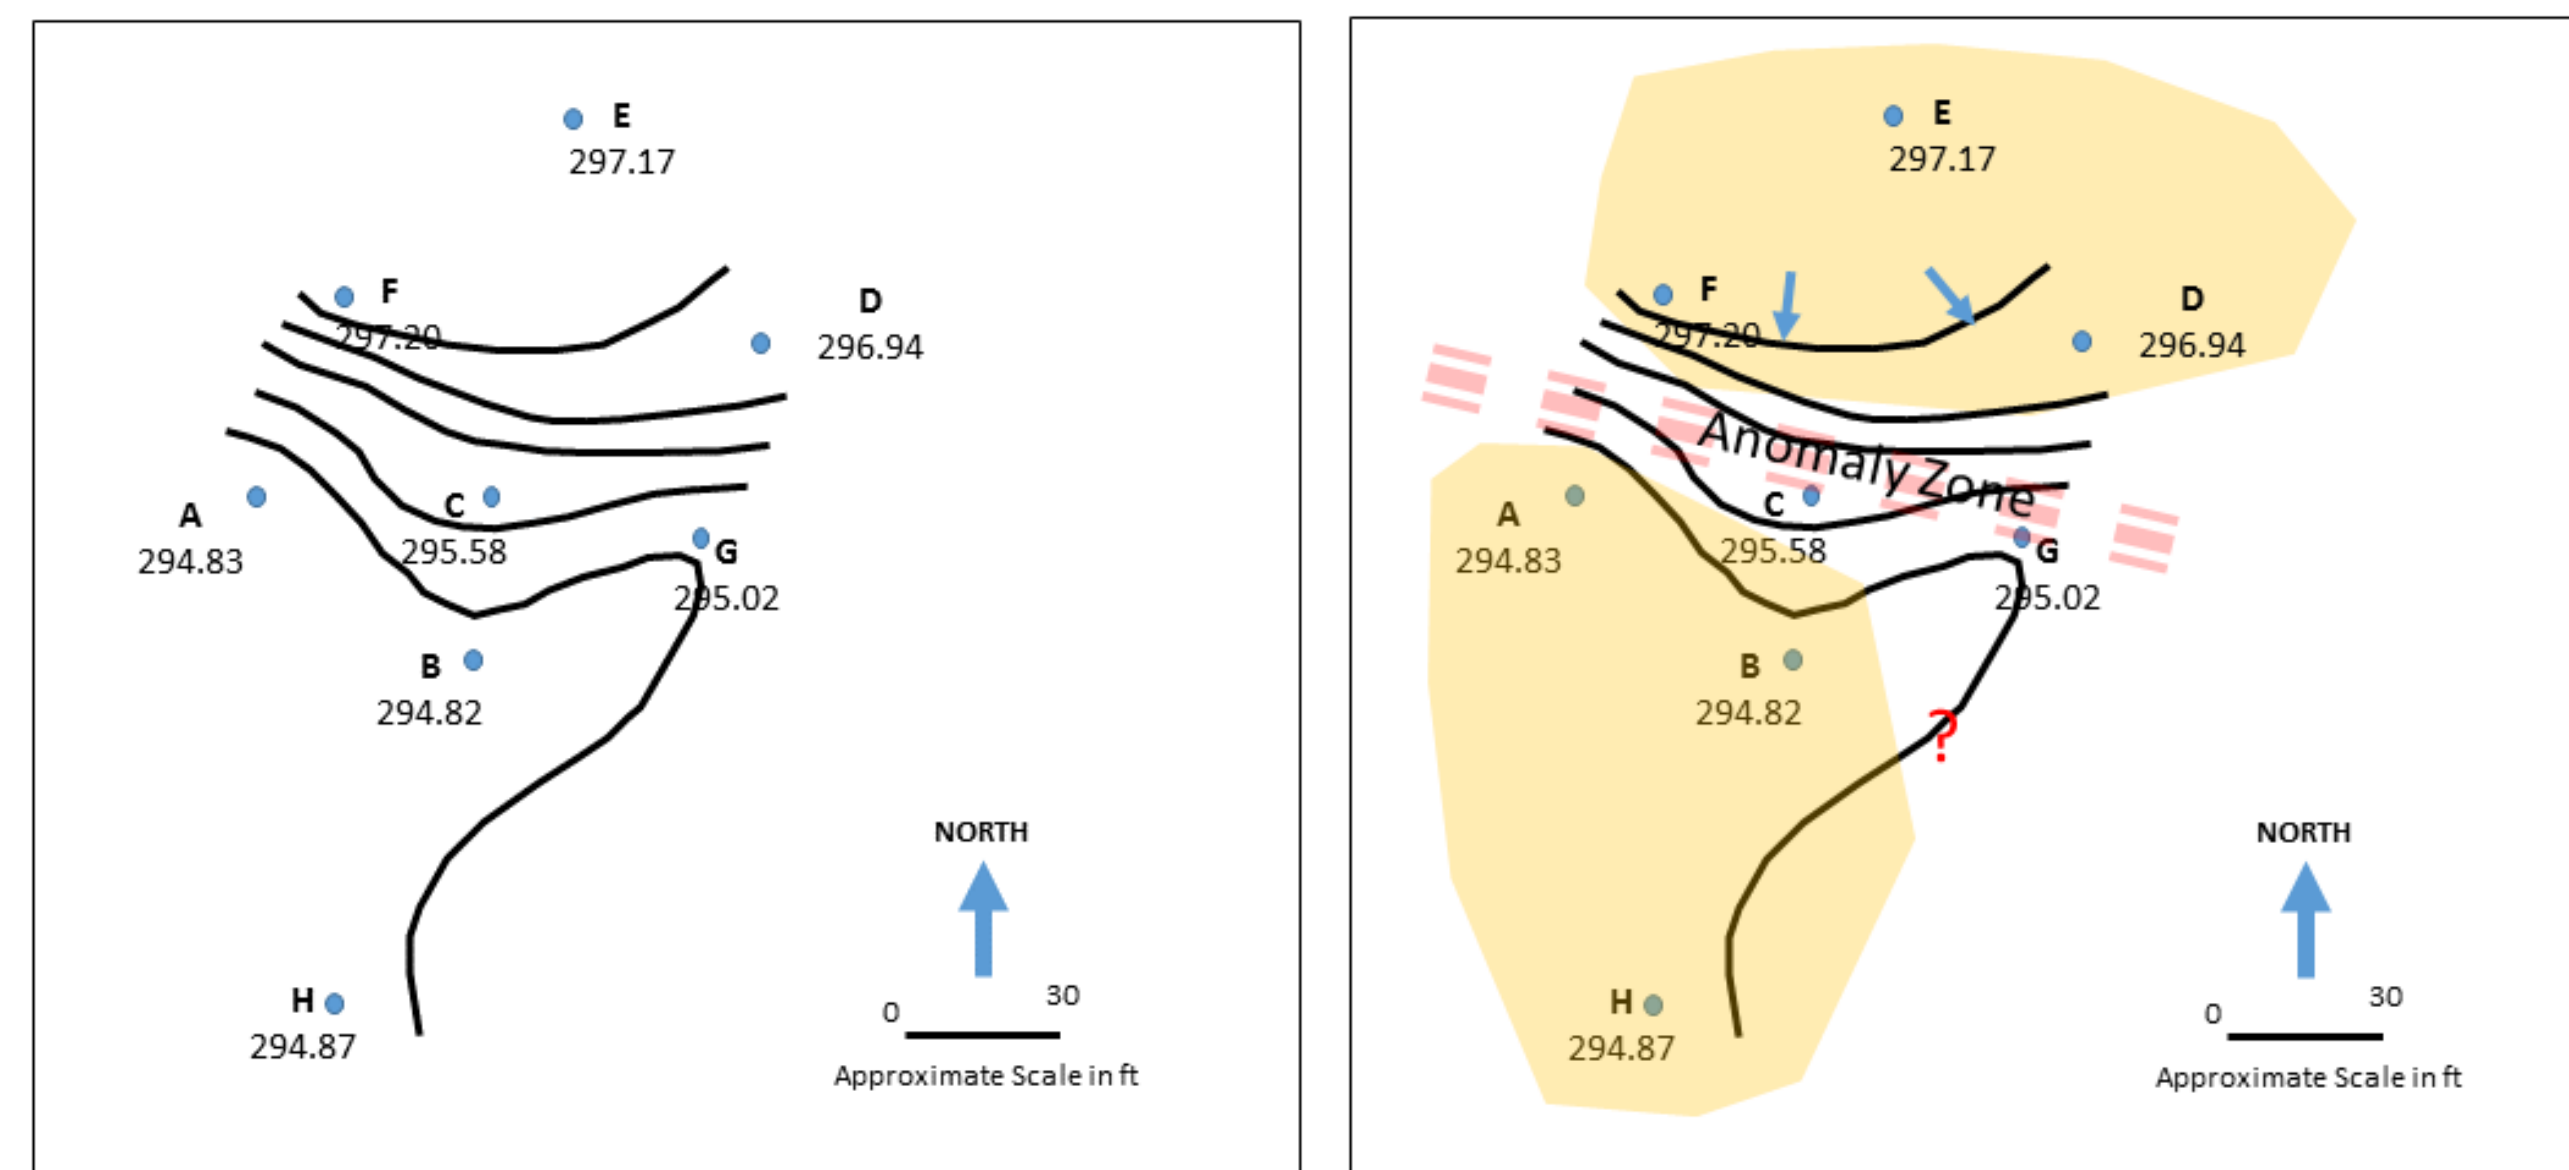 E
297.17
F
297.20
D
296.94
A
294.83
C
295.58
G
295.02
B
294.82
H
294.87
NORTH
0 30
Approximate Scale in ft
E
297.17
F
297.20
D
296.94
Anomaly Zone
A
294.83
C
295.58
G
295.02
B
294.82
?
H
294.87
NORTH
0 30
Approximate Scale in ft